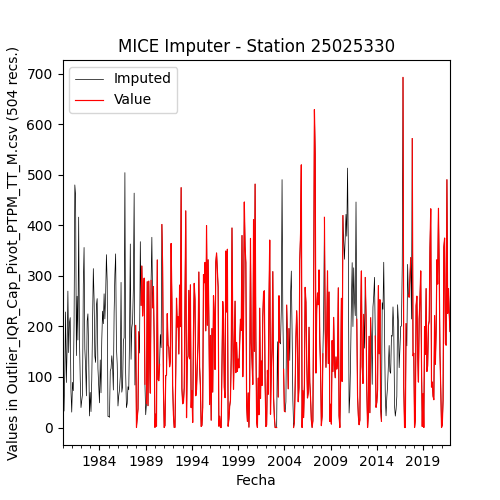 MICE Imputer - Station 25025330
Imputed
Value
Values in Outlier_IQR_Cap_Pivot_PTPM_TT_M.csv (504 recs.)
700
600
500
400
300
200
100
0
1984 1989 1994 1999 2004 2009 2014 2019
Fecha